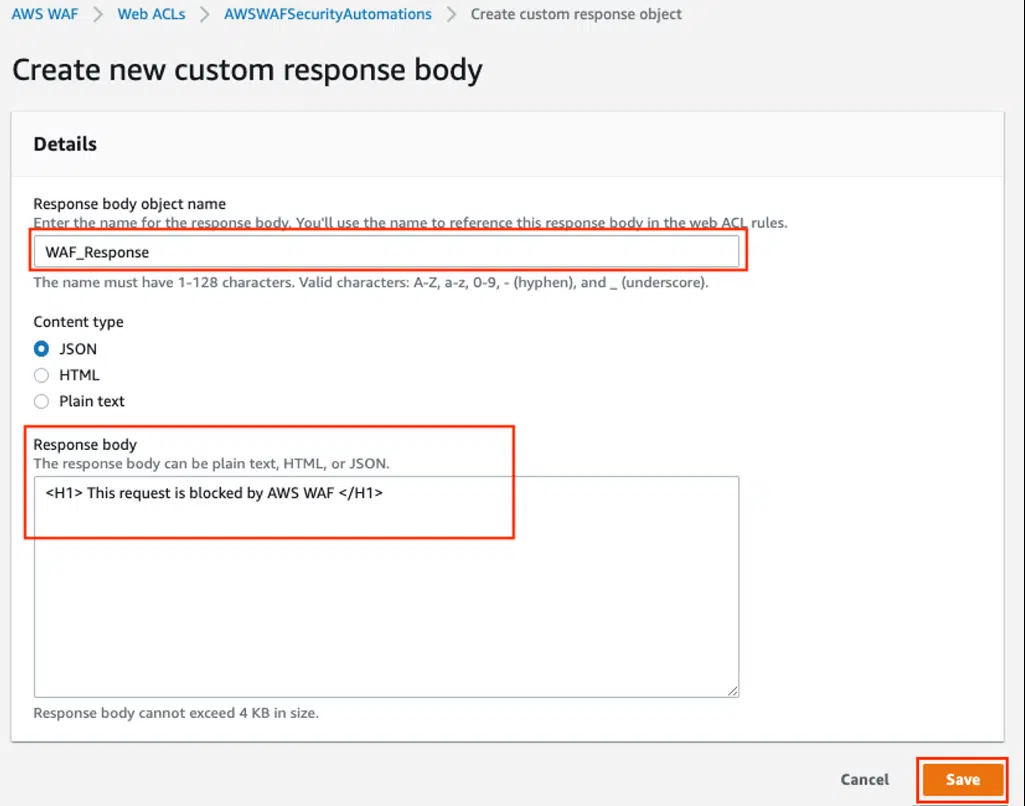 AWS WAF > Web ACLs > AWSWAFSecurityAutomations > Create custom response object
Create new custom response body
Details
Response body object name
Enter the name for the response body. You'll use the name to reference this response body in the web ACL rules.
WAF_Response
The name must have 1-128 characters. Valid characters: A-Z, a-z, 0-9, - (hyphen), and _ (underscore).
Content type
JSON
HTML
Plain text
Response body
The response body can be plain text, HTML, or JSON.
<H1> This request is blocked by AWS WAF </H1>
Response body cannot exceed 4 KB in size.
Cancel Save